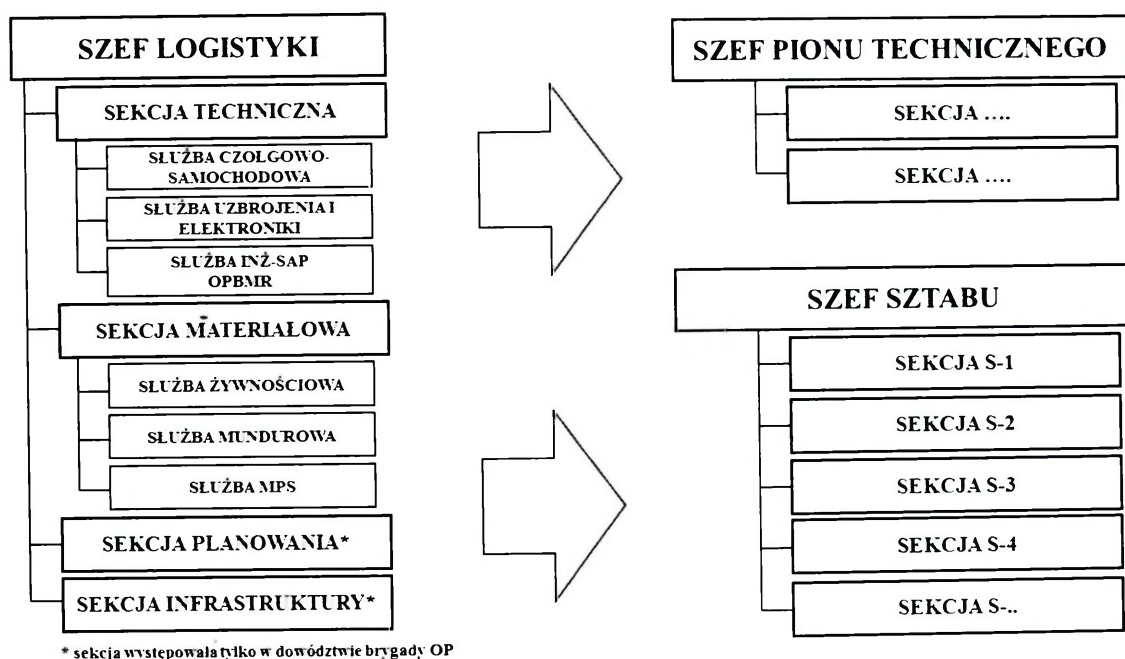 SZEF LOGISTYKI
SEKCJA TECHNICZNA
SŁUŻBA CZOŁGOWO-
SAMOCHODOWA
SŁUŻBA UZBROJENIA I
ELEKTRONIKI
SŁUŻBA INŻ-SAP
OPBMR
SEKCJA MATERIAŁOWA
SŁUŻBA ŻYWNOŚCIOWA
SŁUŻBA MUNDUROWA
SŁUŻBA MPS
SEKCJA PLANOWANIA*
SEKCJA INFRASTRUKTURY*
* sekcja występowała tylko w dowództwie brygady OP
SZEF PIONU TECHNICZNEGO
SEKCJA ....
SEKCJA ....
SZEF SZTABU
SEKCJA S-1
SEKCJA S-2
SEKCJA S-3
SEKCJA S-4
SEKCJA S-..